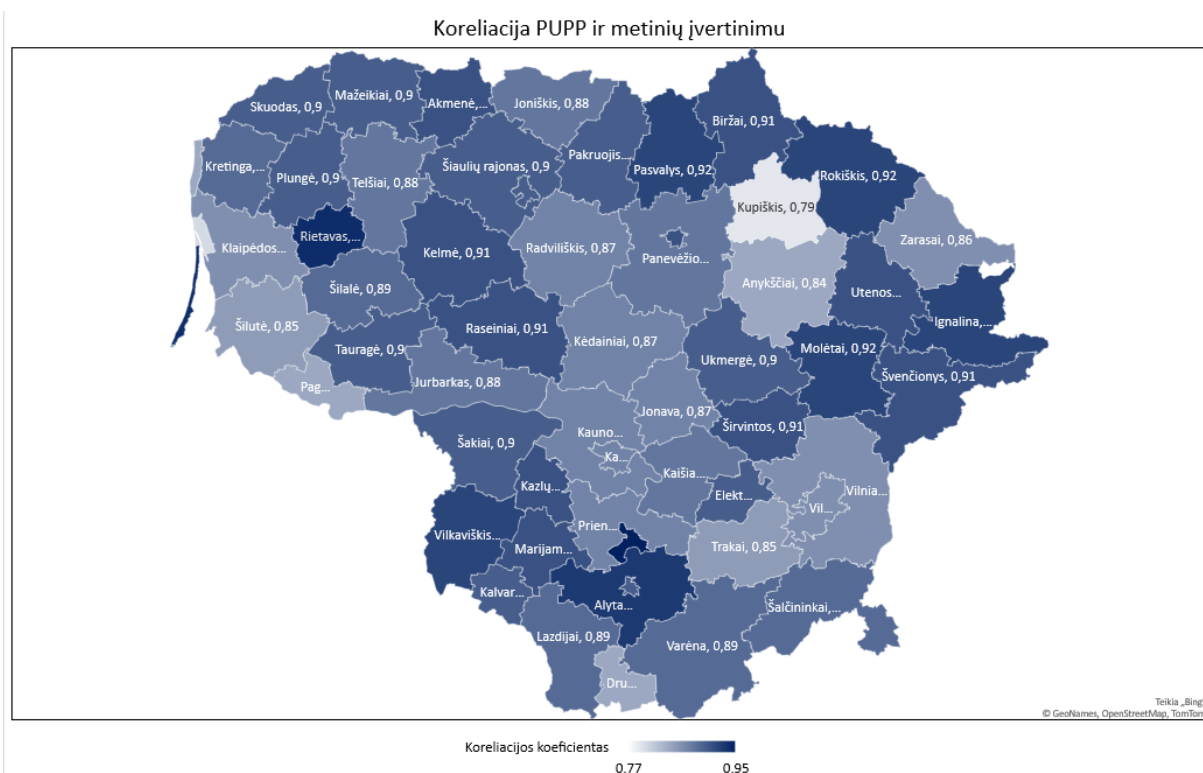 Koreliacija PUPP ir metinių įvertinimu
Skuodas, 0,9
Mažeikiai, 0,9
Akmenė,...
Joniškis, 0,88
Biržai, 0,91
Kretinga,...
Plungė, 0,9
Telšiai, 0,88
Šiaulių rajonas, 0,9
Pakruojis...
Pasvalys, 0,92
Rokiškis, 0,92
Kupiškis, 0,79
Klaipėdos...
Rietavas,...
Kelmė, 0,91
Radviliškis, 0,87
Panevėžio...
Zarasai, 0,86
Šilalė, 0,89
Anykščiai, 0,84
Utenos...
Šilutė, 0,85
Raseiniai, 0,91
Kėdainiai, 0,87
Ignalina,...
Tauragė, 0,9
Ukmergė, 0,9
Molėtai, 0,92
Švenčionys, 0,91
Pag...
Jurbarkas, 0,88
Jonava, 0,87
Širvintos, 0,91
Kauno...
Šakiai, 0,9
Ka...
Kaišia...
Kazlų...
Elekt...
Vilnia...
Vil...
Prien...
Vilkaviškis...
Marijam...
Trakai, 0,85
Kalvar...
Alyta...
Šalčininkai,...
Lazdijai, 0,89
Varėna, 0,89
Dru...
Teikia „Bing
© GeoNames, OpenStreetMap, TomTom
Koreliacijos koeficientas
0.77
0.95